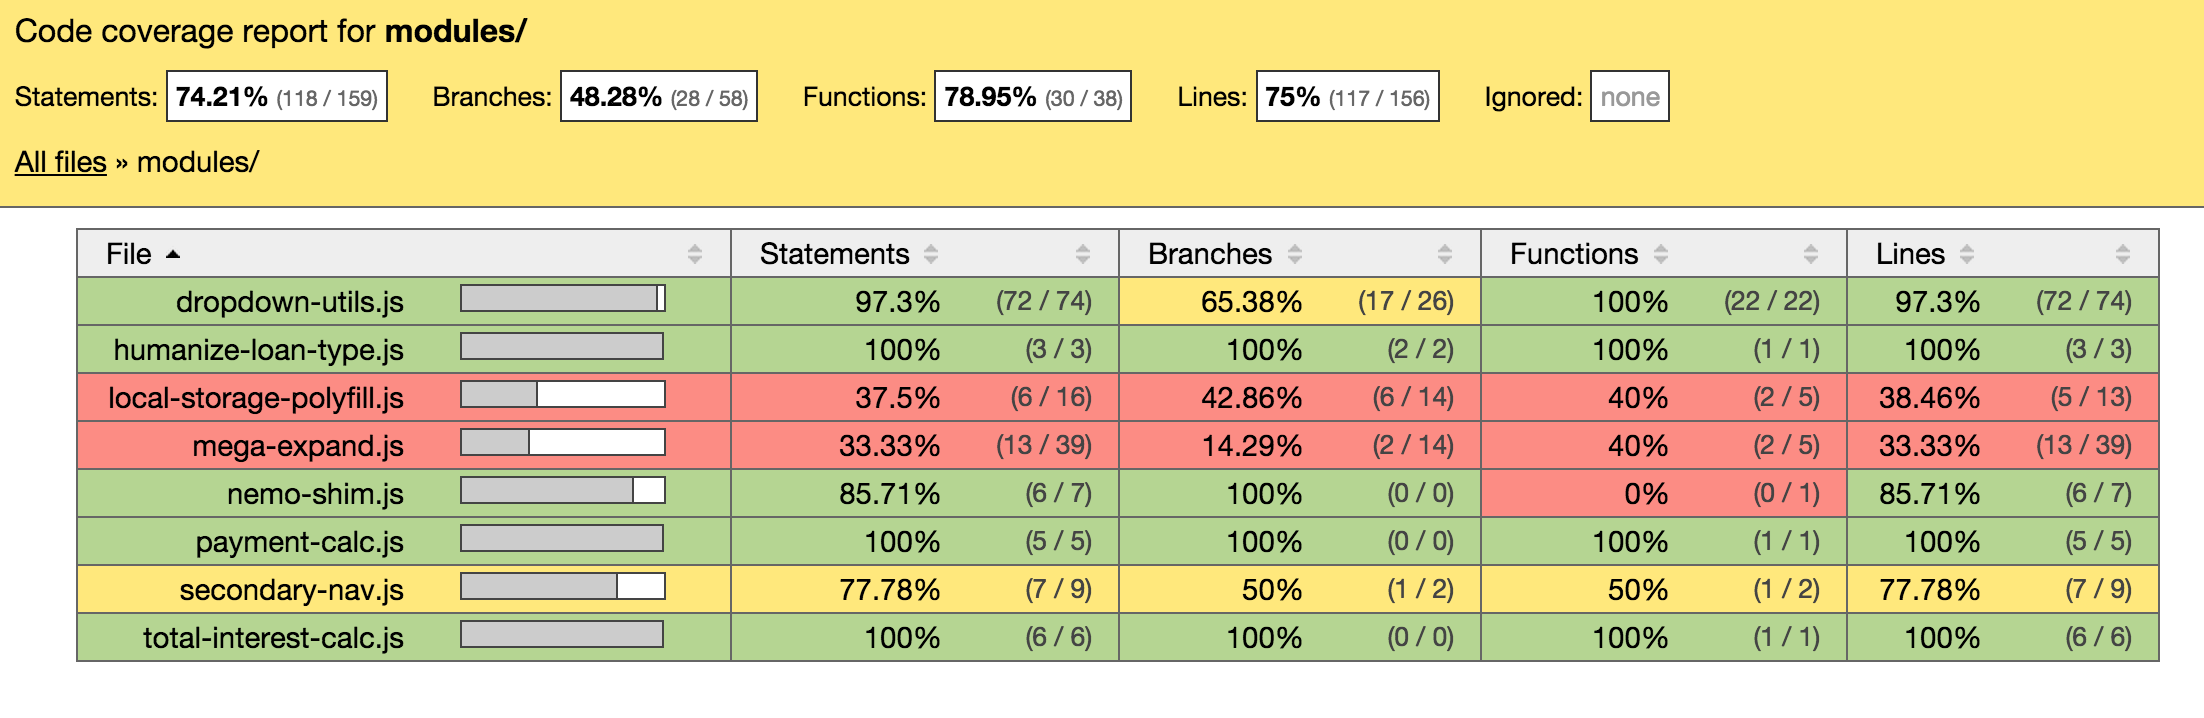 Code coverage report for modules/
Statements: 74.21% (118 / 159) Branches: 48.28% (28 / 58) Functions: 78.95% (30 / 38) Lines: 75% (117 / 156) Ignored: none
All files » modules/
File Statements Branches Functions Lines
dropdown-utils.js 97.3% (72 / 74) 65.38% (17 / 26) 100% (22 / 22) 97.3% (72 / 74)
humanize-loan-type.js 100% (3 / 3) 100% (2 / 2) 100% (1 / 1) 100% (3 / 3)
local-storage-polyfill.js 37.5% (6 / 16) 42.86% (6 / 14) 40% (2 / 5) 38.46% (5 / 13)
mega-expand.js 33.33% (13 / 39) 14.29% (2 / 14) 40% (2 / 5) 33.33% (13 / 39)
nemo-shim.js 85.71% (6 / 7) 100% (0 / 0) 0% (0 / 1) 85.71% (6 / 7)
payment-calc.js 100% (5 / 5) 100% (0 / 0) 100% (1 / 1) 100% (5 / 5)
secondary-nav.js 77.78% (7 / 9) 50% (1 / 2) 50% (1 / 2) 77.78% (7 / 9)
total-interest-calc.js 100% (6 / 6) 100% (0 / 0) 100% (1 / 1) 100% (6 / 6)